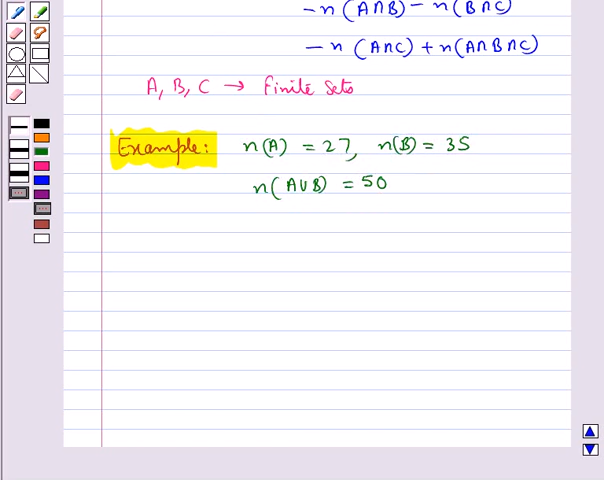 -n (A∩B) - n (B∩C)
-n (A∩C) + n (A∩B∩C)
A, B, C → Finite Sets
Example: n(A) = 27, n(B) = 35
n(A∪B) = 50